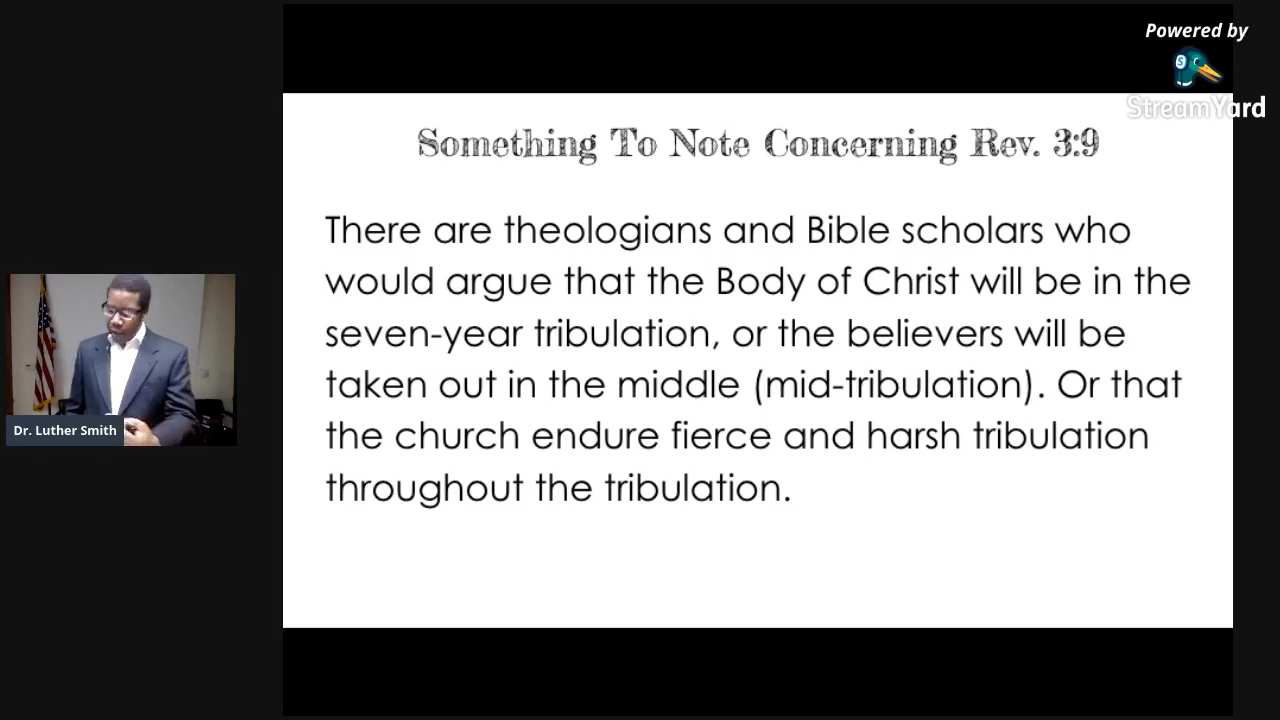 Powered by
StreamYard
Something To Note Concerning Rev. 3:9
There are theologians and Bible scholars who
would argue that the Body of Christ will be in the
seven-year tribulation, or the believers will be
taken out in the middle (mid-tribulation). Or that
the church endure fierce and harsh tribulation
throughout the tribulation.
Dr. Luther Smith